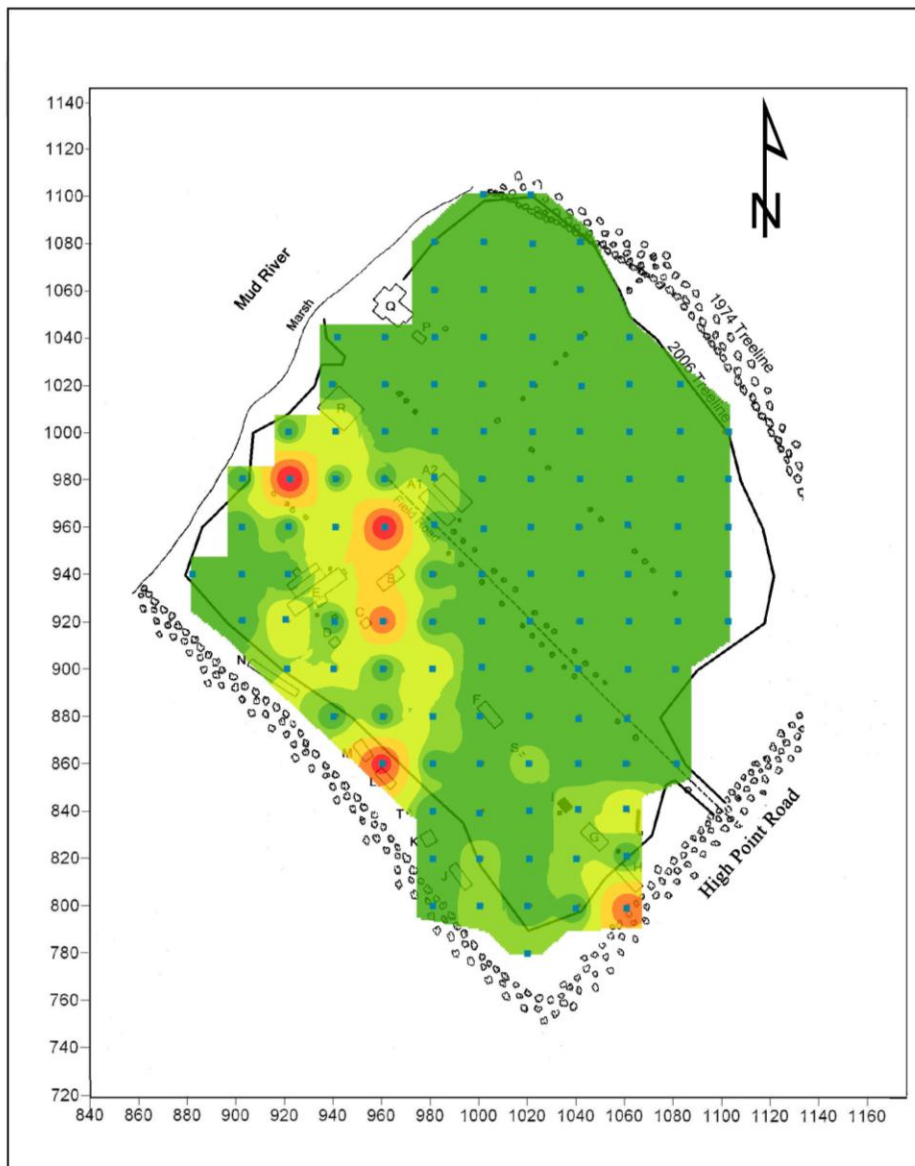 1140
1120
1100
1080
1060
1040
1020
1000
980
960
940
920
900
880
860
840
820
800
780
760
740
720
840 860 880 900 920 940 960 980 1000 1020 1040 1060 1080 1100 1120 1140 1160
N
Mud River
Marsh
1974 Treeline
2006 Treeline
Q
P
R
A2
A1
Field Road
B
E
C
D
N
F
S
M
L
I
T
K
G
J
H
High Point Road